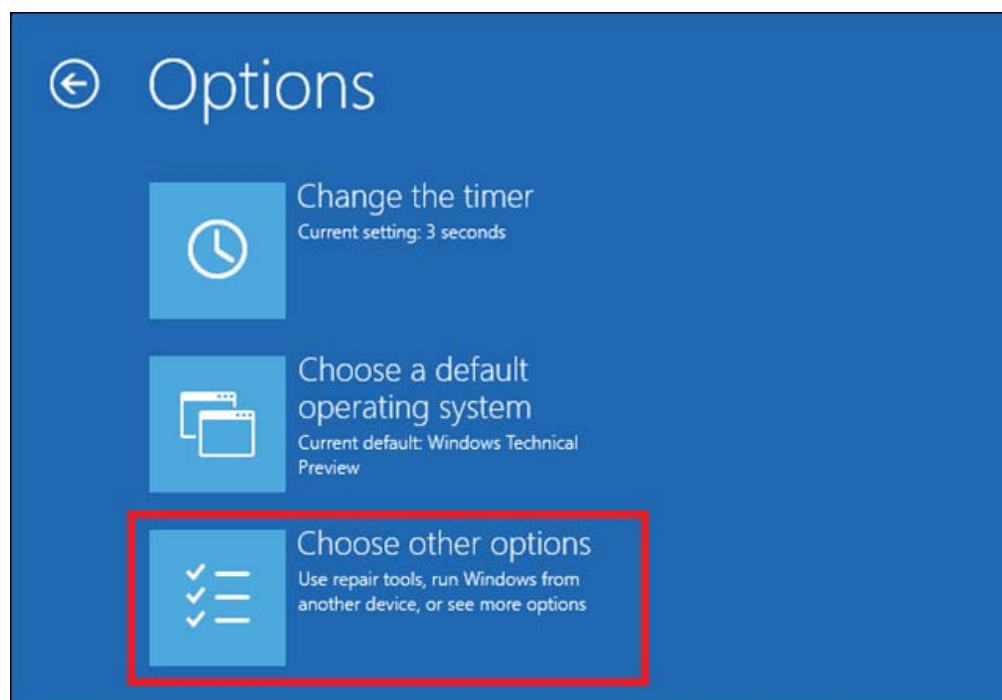 Options
Change the timer
Current setting: 3 seconds
Choose a default
operating system
Current default: Windows Technical
Preview
Choose other options
Use repair tools, run Windows from
another device, or see more options